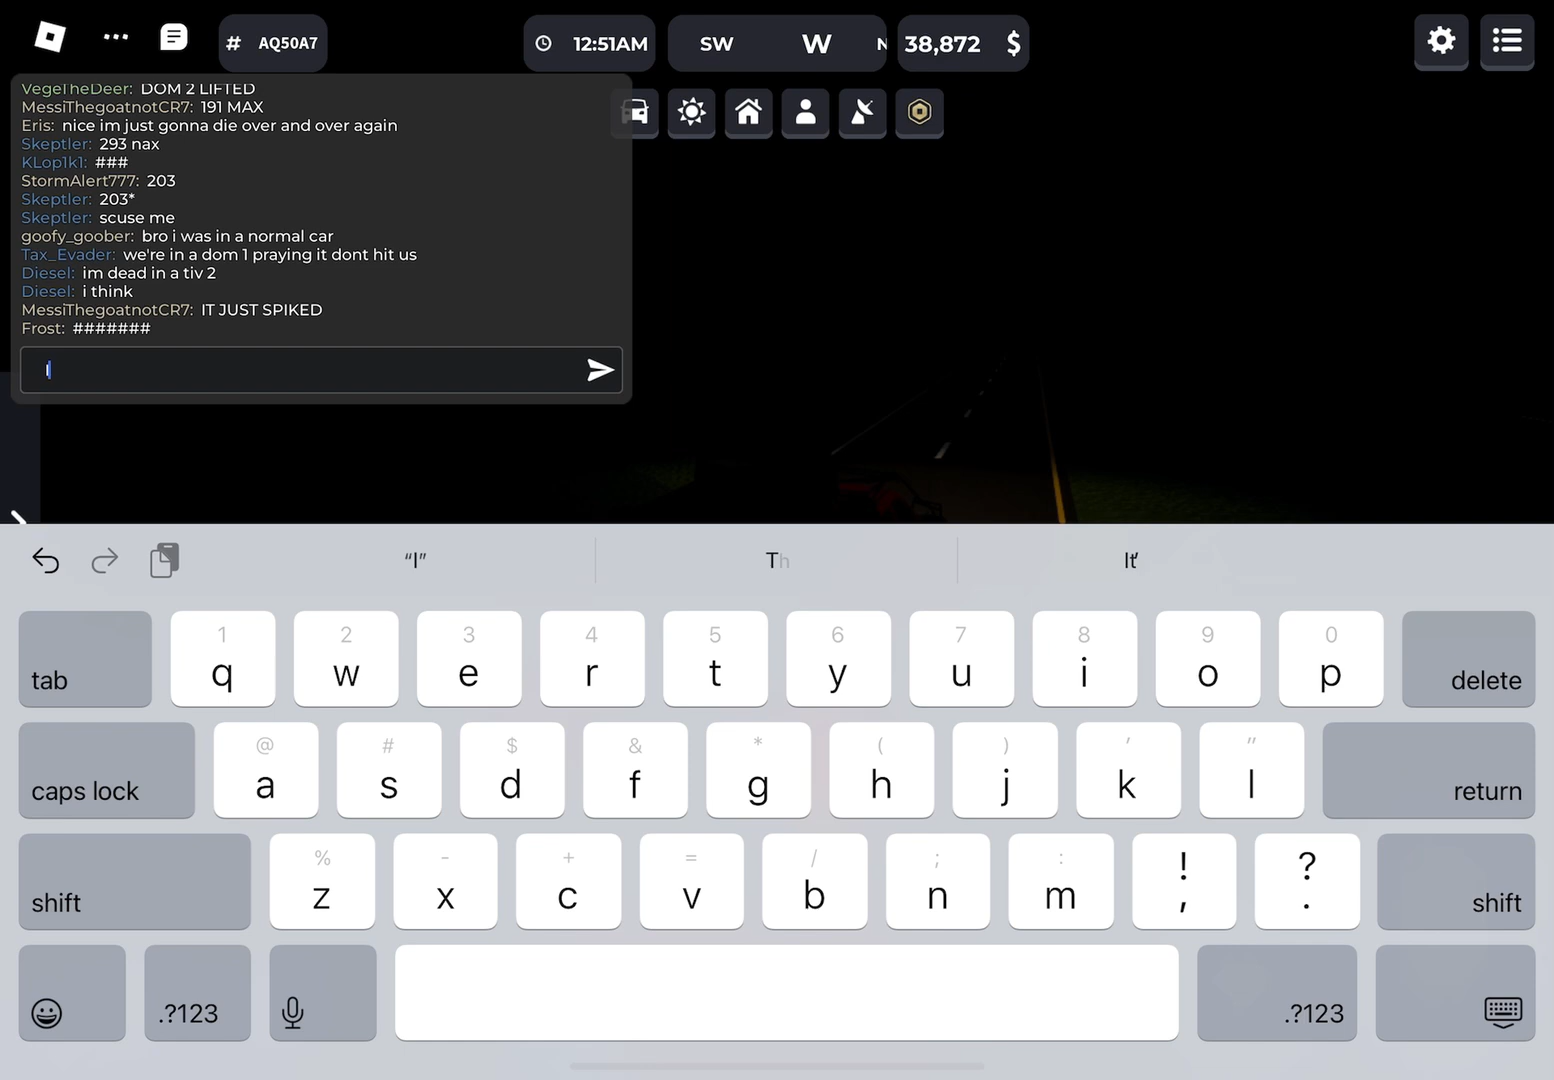 # AQ50A7
12:51AM
SW W N
38,872 $
VegeTheDeer: DOM 2 LIFTED
MessiThegoatnotCR7: 191 MAX
Eris: nice im just gonna die over and over again
Skeptler: 293 nax
KLop1k1: ###
StormAlert777: 203
Skeptler: 203*
Skeptler: scuse me
goofy_goober: bro i was in a normal car
Tax_Evader: we're in a dom 1 praying it dont hit us
Diesel: im dead in a tiv 2
Diesel: i think
MessiThegoatnotCR7: IT JUST SPIKED
Frost: #######
I
“I” Th
1 2 3 4 5 6 7 8 9 0
tab q w e r t y u i o p delete
@ # $ & * ( ) ' "
caps lock a s d f g h j k l return
% - + = / ; : ! ?
shift z x c v b n m , . shift
.?123 .?123